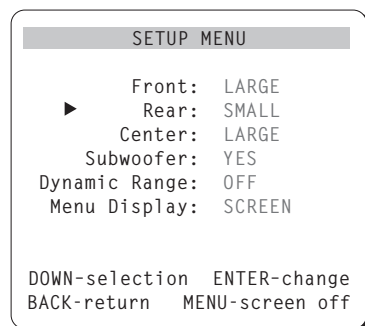 SETUP MENU
Front: LARGE
▶ Rear: SMALL
Center: LARGE
Subwoofer: YES
Dynamic Range: OFF
Menu Display: SCREEN
DOWN-selection ENTER-change
BACK-return MENU-screen off